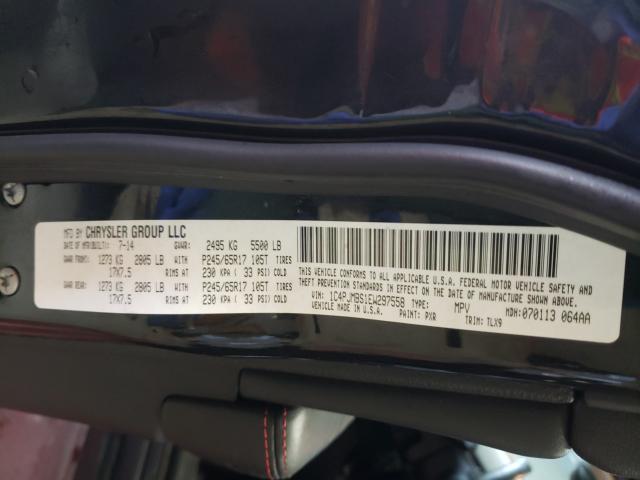 MFD BY CHRYSLER GROUP LLC
DATE OF MFR(BUILT): 7-14 GVWR: 2495 KG 5500 LB
GAWR FRONT: 1273 KG 2805 LB P245/65R17 105T TIRES
17X7.5 RIMS AT 230 KPA ( 33 PSI) COLD
GAWR REAR: 1273 KG 2805 LB P245/65R17 105T TIRES
17X7.5 RIMS AT 230 KPA ( 33 PSI) COLD
THIS VEHICLE CONFORMS TO ALL APPLICABLE U.S.A. FEDERAL MOTOR VEHICLE SAFETY AND
THEFT PREVENTION STANDARDS IN EFFECT ON THE DATE OF MANUFACTURE SHOWN ABOVE.
VIN: 1C4PJMBS1EW297558 TYPE: MPV MDH:070113 064AA
VEHICLE MADE IN U.S.A. PAINT: PXR TRIM: TLX9